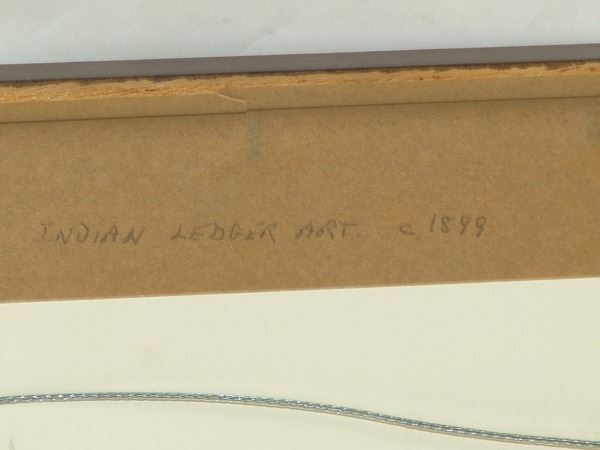 INDIAN LEDGER ART. c.1899